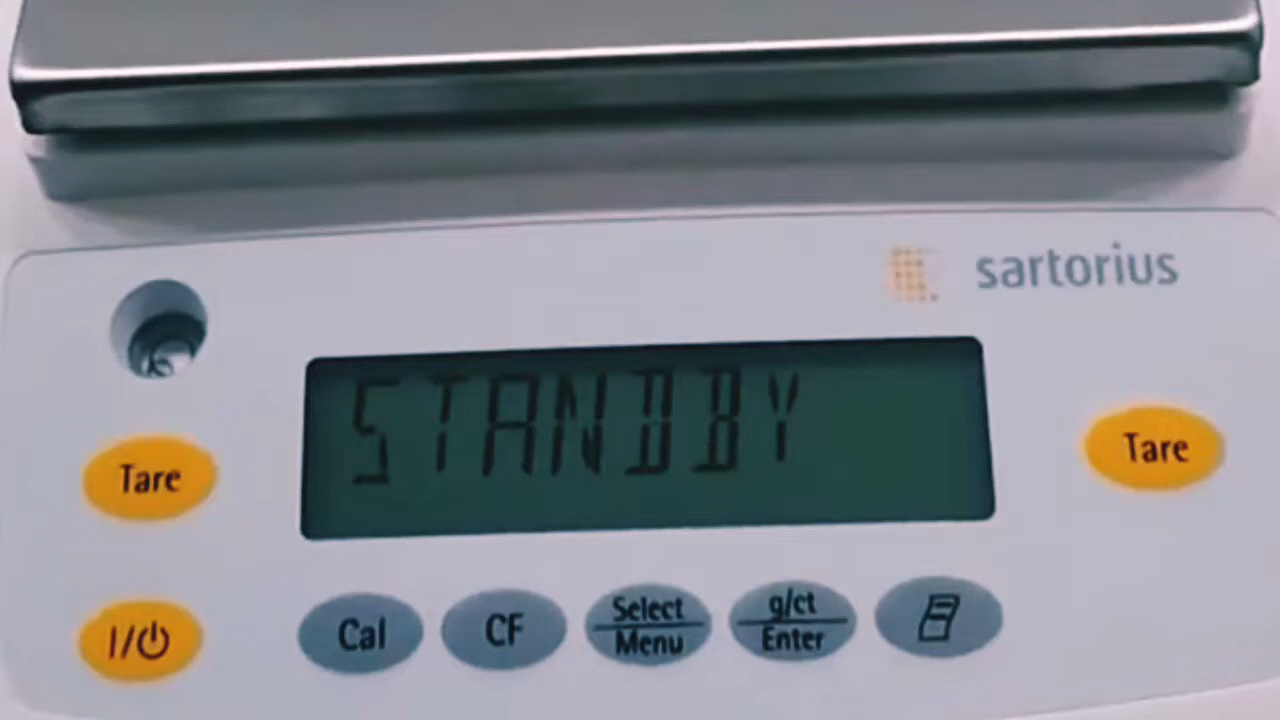 sartorius
STANDBY
Tare
Tare
I/⏻
Cal
CF
Select
Menu
g/ct
Enter